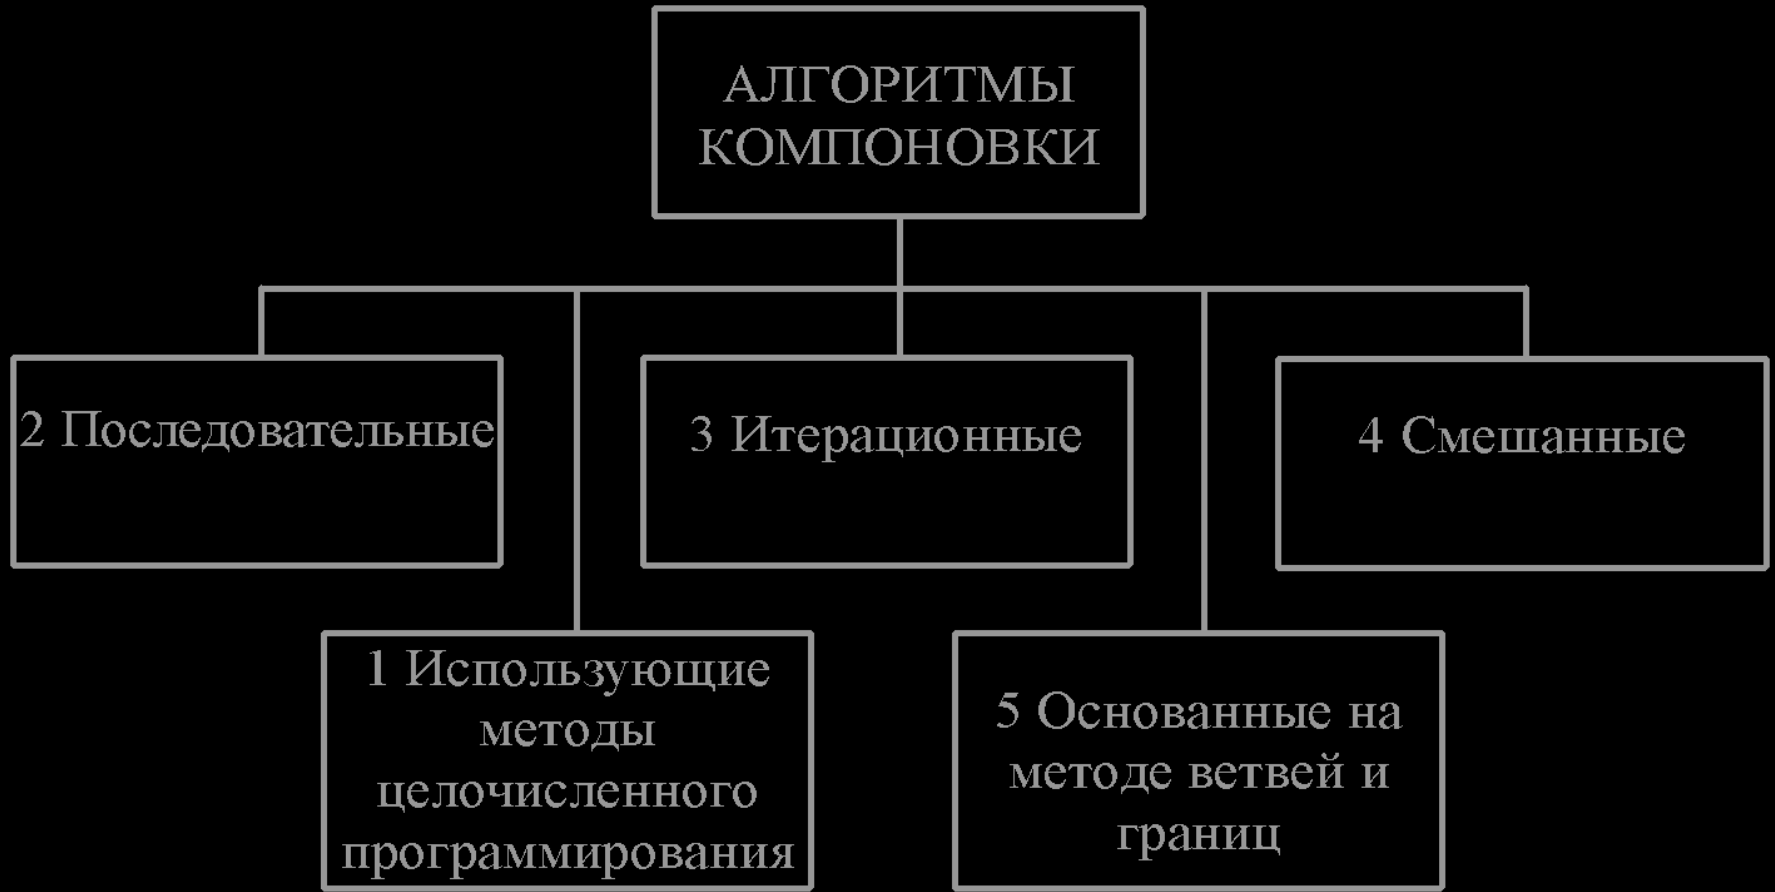 АЛГОРИТМЫ
КОМПОНОВКИ
2 Последовательные
3 Итерационные
4 Смешанные
1 Использующие
методы
целочисленного
программирования
5 Основанные на
методе ветвей и
границ